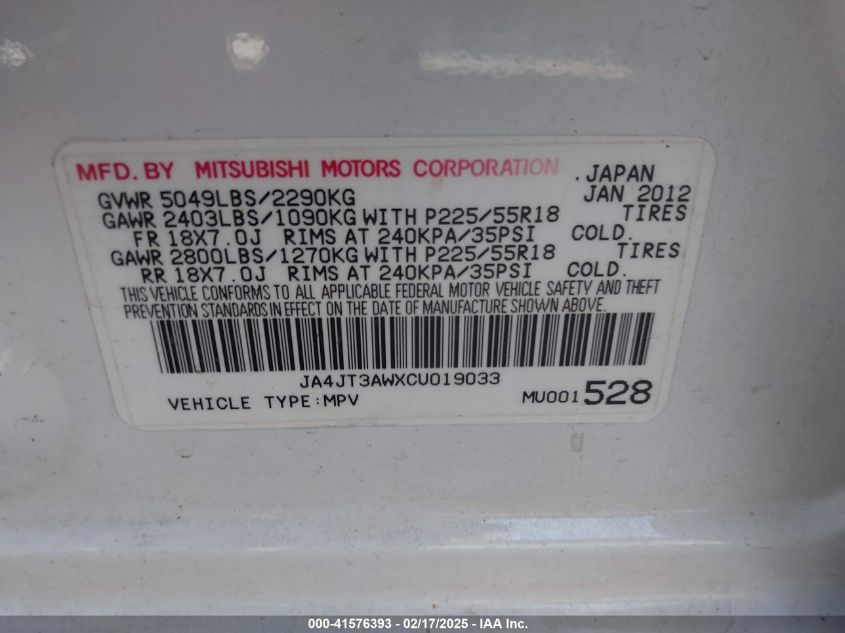 MFD. BY MITSUBISHI MOTORS CORPORATION . JAPAN
GVWR 5049LBS/2290KG JAN 2012
GAWR 2403LBS/1090KG WITH P225/55R18 TIRES
FR 18X7.0J RIMS AT 240KPA/35PSI COLD.
GAWR 2800LBS/1270KG WITH P225/55R18 TIRES
RR 18X7.0J RIMS AT 240KPA/35PSI COLD.
THIS VEHICLE CONFORMS TO ALL APPLICABLE FEDERAL MOTOR VEHICLE SAFETY AND THEFT
PREVENTION STANDARDS IN EFFECT ON THE DATE OF MANUFACTURE SHOWN ABOVE.
JA4JT3AWXCU019033
VEHICLE TYPE:MPV MU001 528
000-41576393 - 02/17/2025 - IAA Inc.